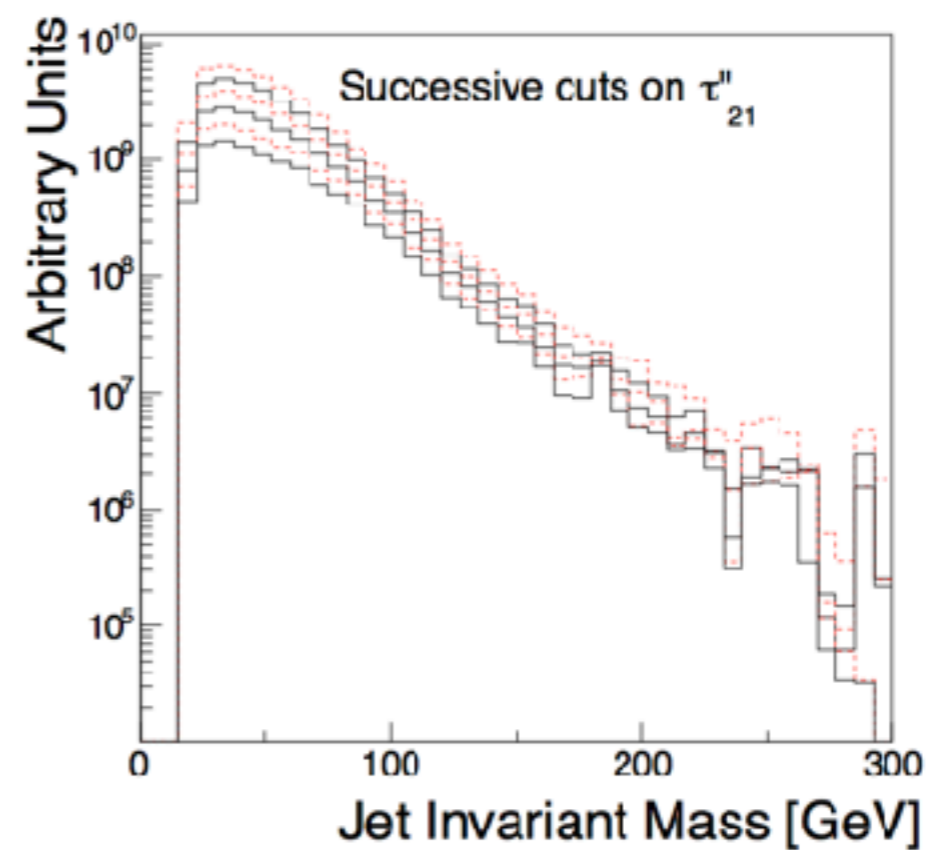 Arbitrary Units
10¹⁰
10⁹
10⁸
10⁷
10⁶
10⁵
Successive cuts on τ"₂₁
0 100 200 300
Jet Invariant Mass [GeV]